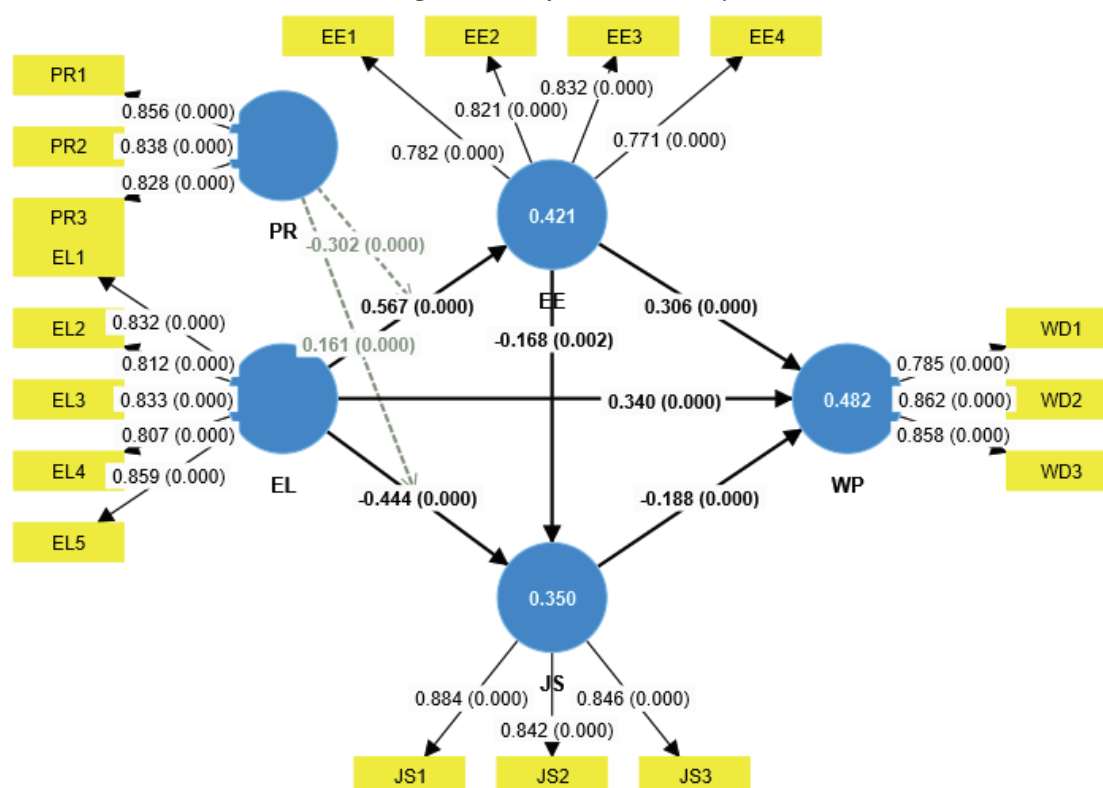 EE1 EE2 EE3 EE4
PR1
0.856 (0.000)
PR2
0.838 (0.000)
0.828 (0.000)
PR3
PR
0.782 (0.000)
0.821 (0.000)
0.832 (0.000)
0.771 (0.000)
0.421
EE
-0.302 (0.000)
0.567 (0.000)
0.161 (0.000)
-0.168 (0.002)
0.306 (0.000)
EL1
0.832 (0.000)
EL2
0.812 (0.000)
EL3
0.833 (0.000)
0.807 (0.000)
EL4
0.859 (0.000)
EL5
EL
0.340 (0.000)
-0.444 (0.000)
-0.188 (0.000)
0.482
WP
0.785 (0.000)
WD1
0.862 (0.000)
WD2
0.858 (0.000)
WD3
0.350
JS
0.884 (0.000)
0.842 (0.000)
0.846 (0.000)
JS1 JS2 JS3